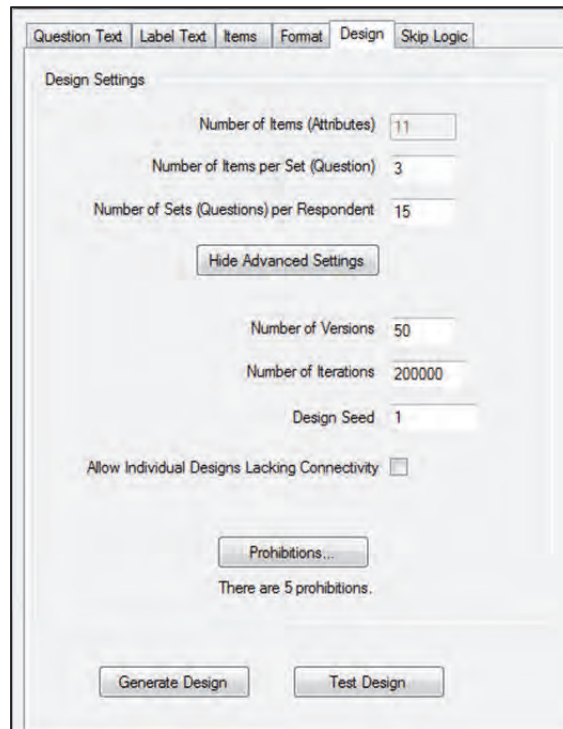 Question Text Label Text Items Format Design Skip Logic
Design Settings
Number of Items (Attributes) 11
Number of Items per Set (Question) 3
Number of Sets (Questions) per Respondent 15
Hide Advanced Settings
Number of Versions 50
Number of Iterations 200000
Design Seed 1
Allow Individual Designs Lacking Connectivity
Prohibitions...
There are 5 prohibitions.
Generate Design Test Design